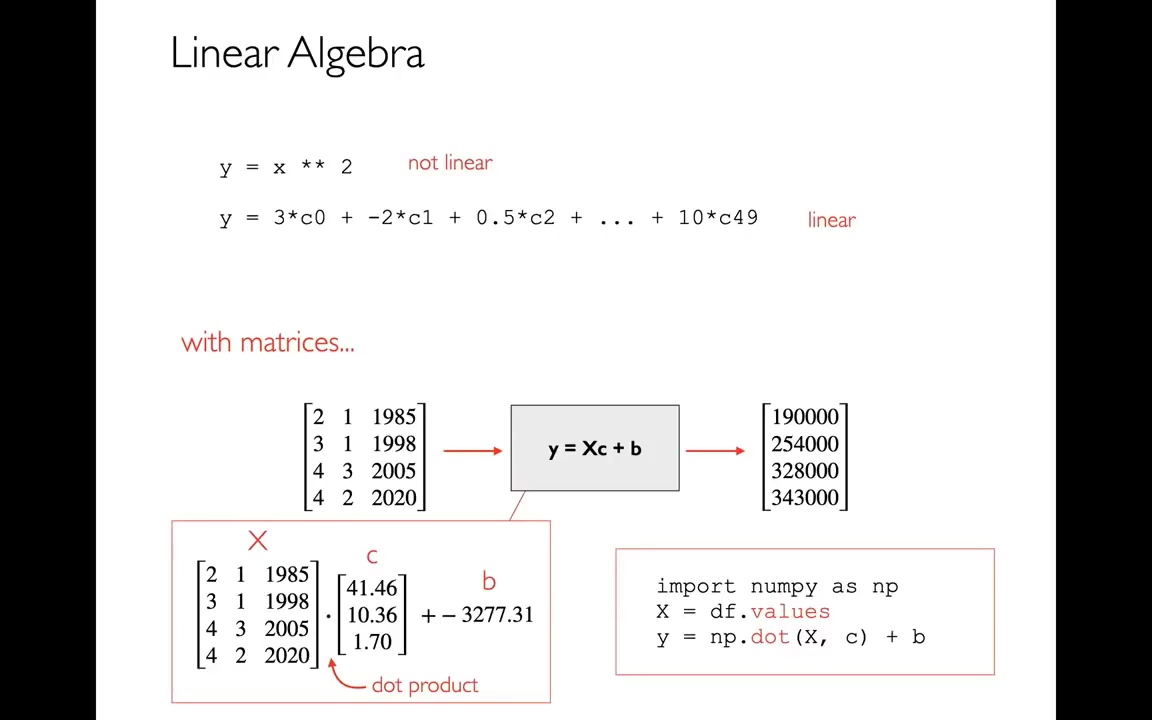 Linear Algebra
y = x ** 2 not linear
y = 3*c0 + -2*c1 + 0.5*c2 + ... + 10*c49 linear
with matrices...
2 1 1985
3 1 1998
4 3 2005
4 2 2020
y = Xc + b
190000
254000
328000
343000
X
2 1 1985
3 1 1998
4 3 2005
4 2 2020
·
c
41.46
10.36
1.70
b
+ − 3277.31
dot product
import numpy as np
X = df.values
y = np.dot(X, c) + b